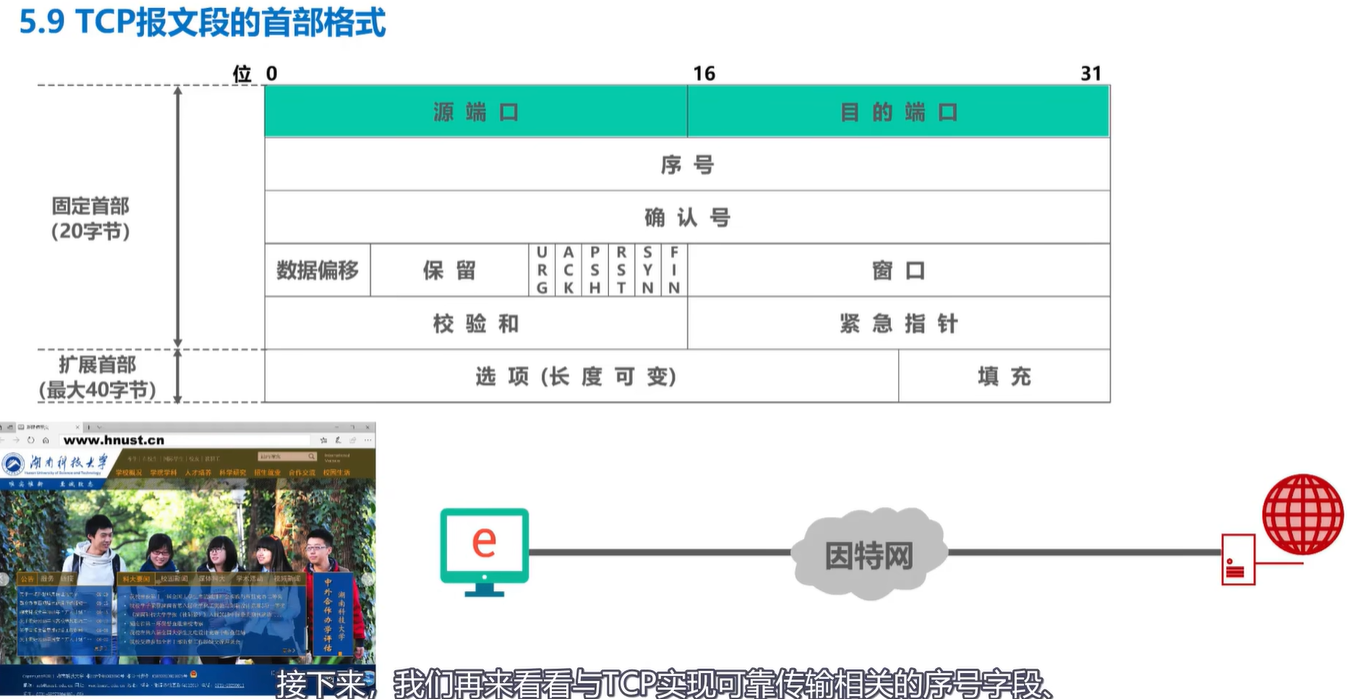 5.9 TCP报文段的首部格式
位 0 16 31
源端口 目的端口
序号
确认号
固定首部
(20字节)
数据偏移 保留 URG ACK PSH RST SYN FIN 窗口
校验和 紧急指针
扩展首部
(最大40字节)
选项 (长度可变) 填充
www.hnust.cn
湖南科技大学
学校概况 学院学科 人才培养 科学研究 招生就业 合作交流 校园生活
中外合作办学评估
湖南科技大学
e
因特网
接下来，我们再来看看与TCP实现可靠传输相关的序号字段、